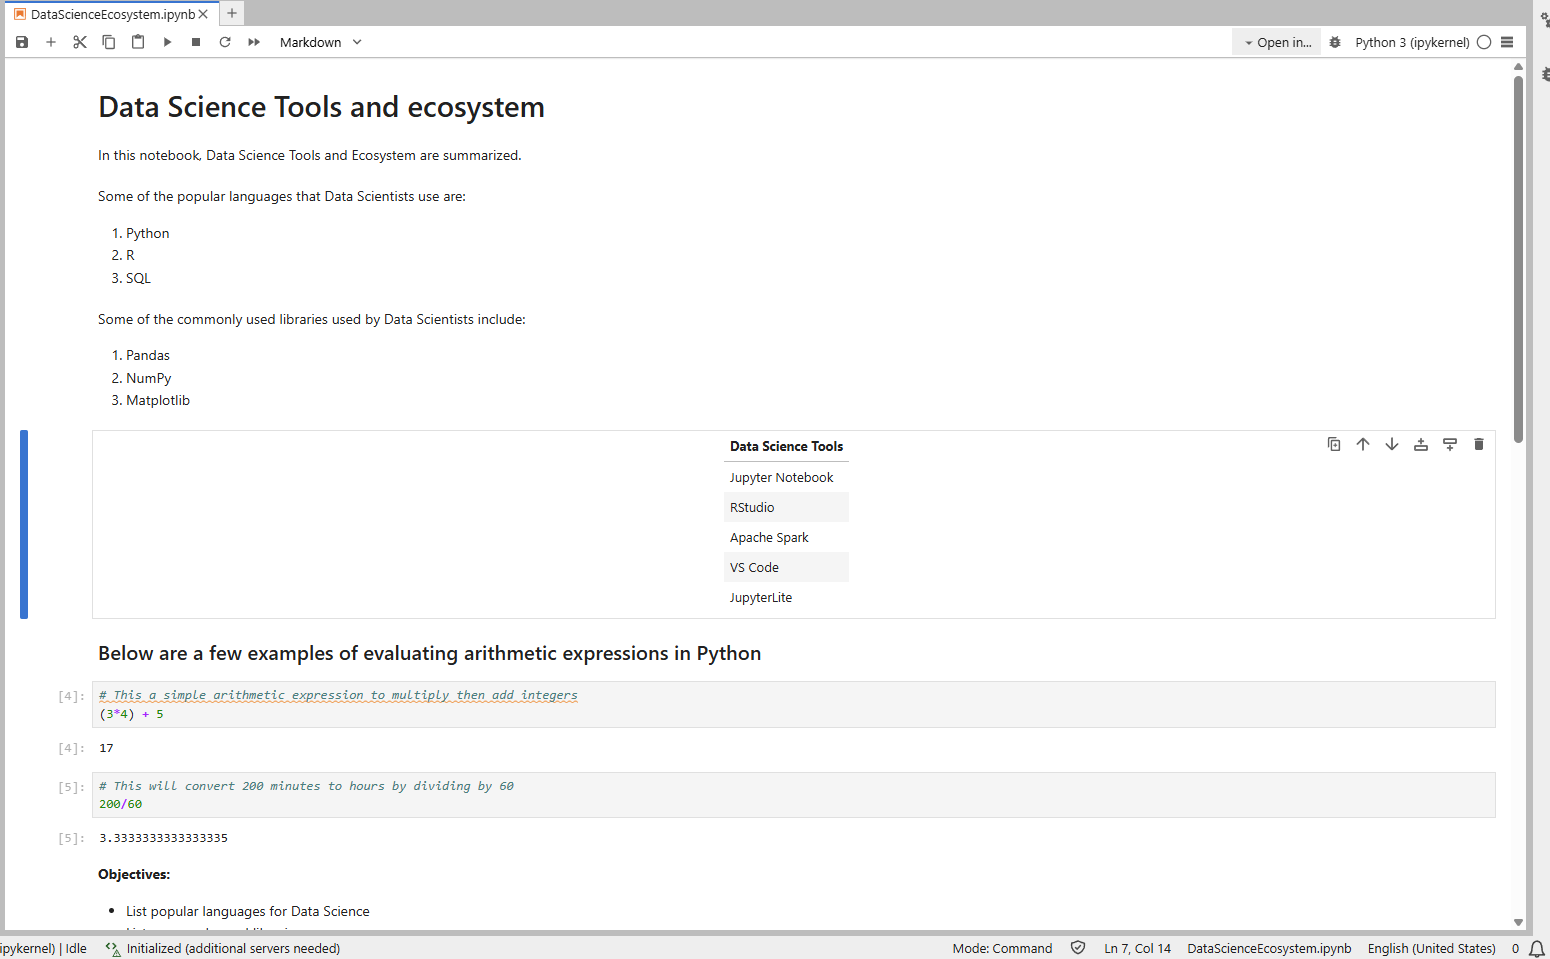 DataScienceEcosystem.ipynb
Markdown
Open in...
Python 3 (ipykernel)
Data Science Tools and ecosystem
In this notebook, Data Science Tools and Ecosystem are summarized.
Some of the popular languages that Data Scientists use are:
1. Python
2. R
3. SQL
Some of the commonly used libraries used by Data Scientists include:
1. Pandas
2. NumPy
3. Matplotlib
Data Science Tools
Jupyter Notebook
RStudio
Apache Spark
VS Code
JupyterLite
Below are a few examples of evaluating arithmetic expressions in Python
[4]: # This a simple arithmetic expression to multiply then add integers
(3*4) + 5
[4]: 17
[5]: # This will convert 200 minutes to hours by dividing by 60
200/60
[5]: 3.3333333333333335
Objectives:
• List popular languages for Data Science
ipykernel) | Idle
Initialized (additional servers needed)
Mode: Command
Ln 7, Col 14
DataScienceEcosystem.ipynb
English (United States)
0